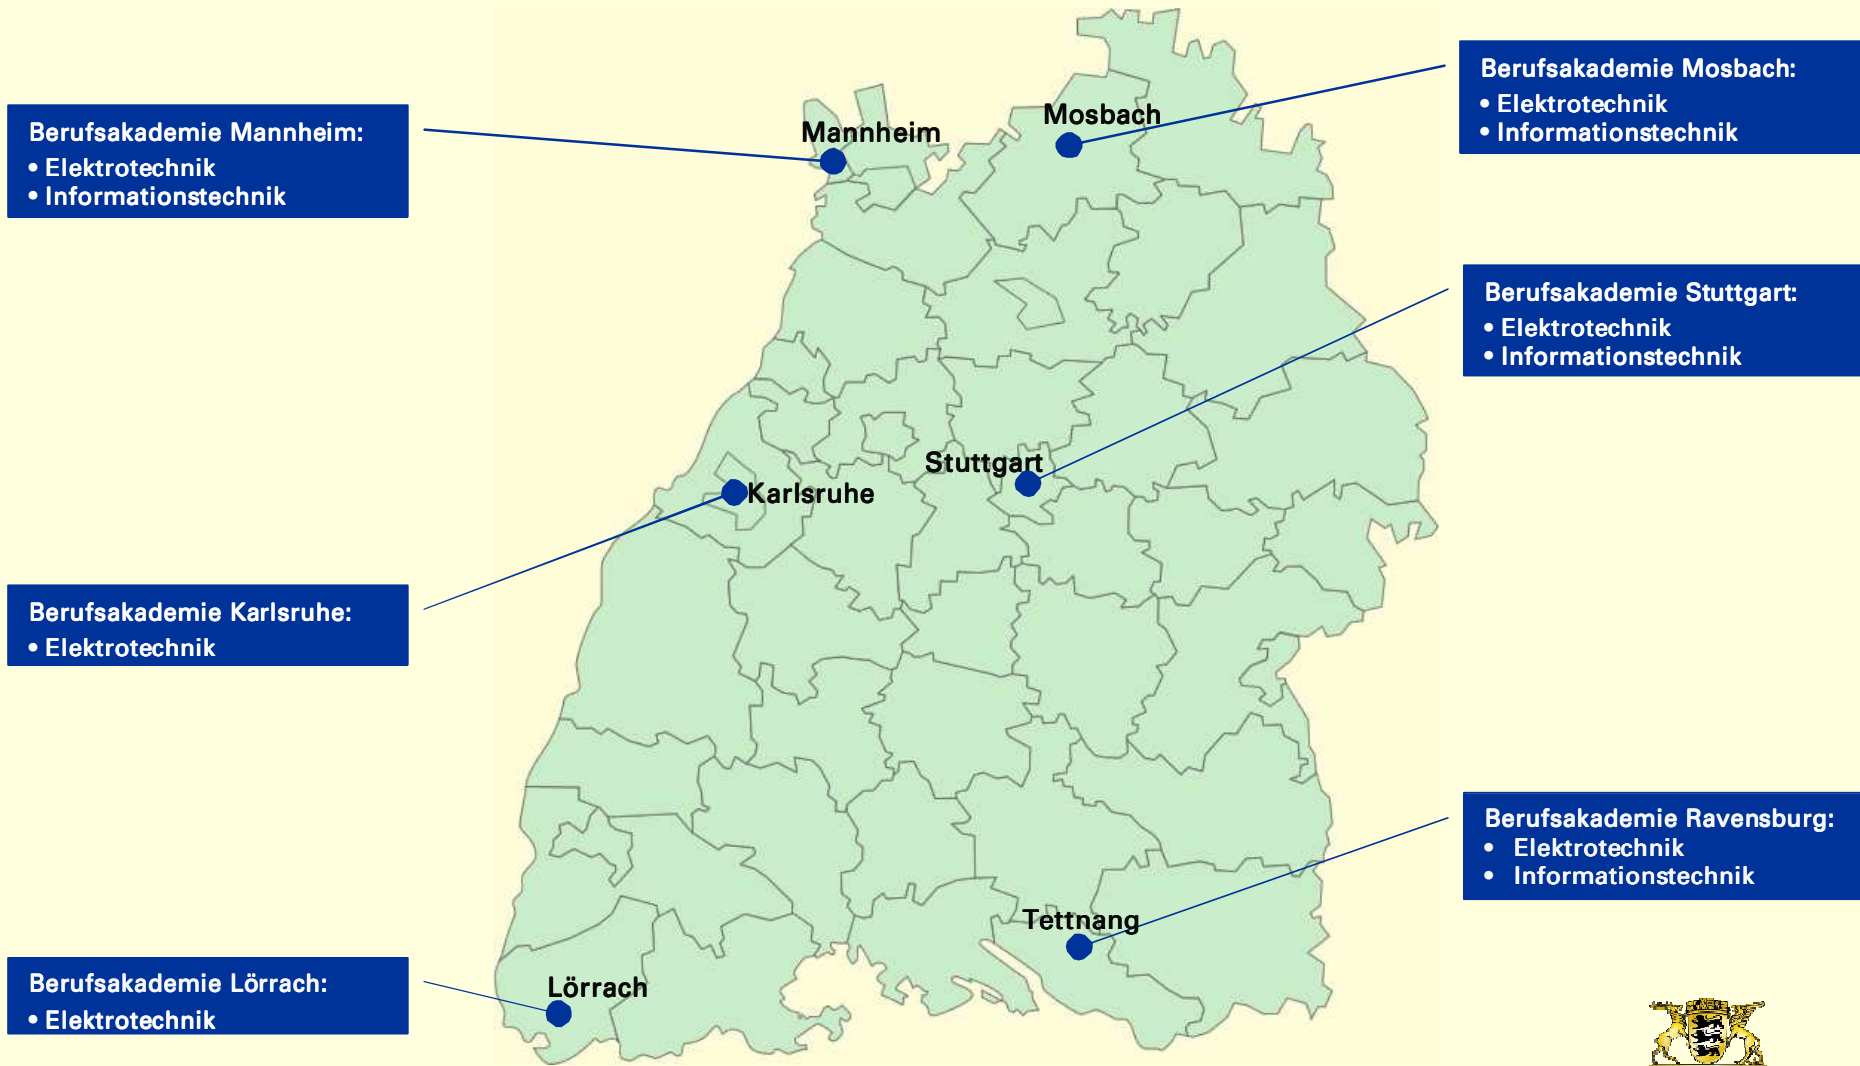 Berufsakademie Mannheim:
• Elektrotechnik
• Informationstechnik
Berufsakademie Mosbach:
• Elektrotechnik
• Informationstechnik
Mannheim
Mosbach
Berufsakademie Stuttgart:
• Elektrotechnik
• Informationstechnik
Stuttgart
Karlsruhe
Berufsakademie Karlsruhe:
• Elektrotechnik
Berufsakademie Ravensburg:
• Elektrotechnik
• Informationstechnik
Tettnang
Berufsakademie Lörrach:
• Elektrotechnik
Lörrach